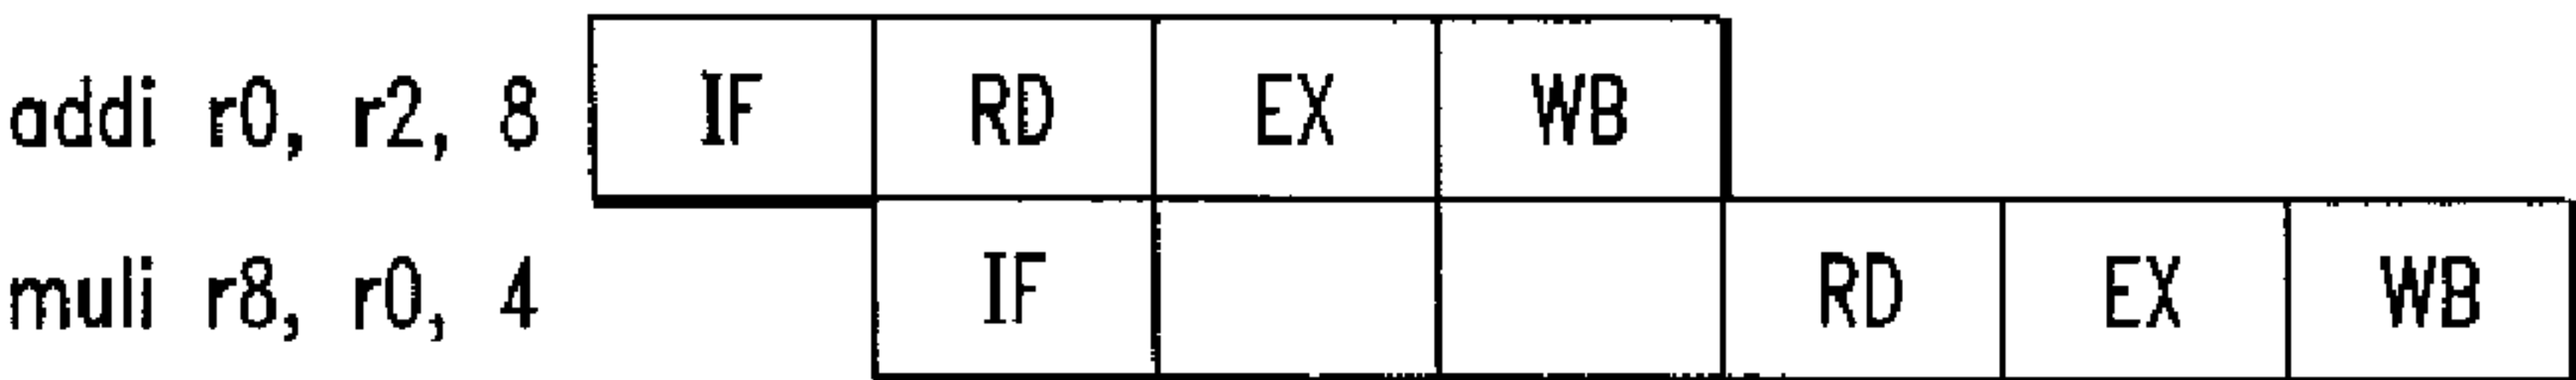 addi r0, r2, 8 IF RD EX WB
muli r8, r0, 4 IF RD EX WB